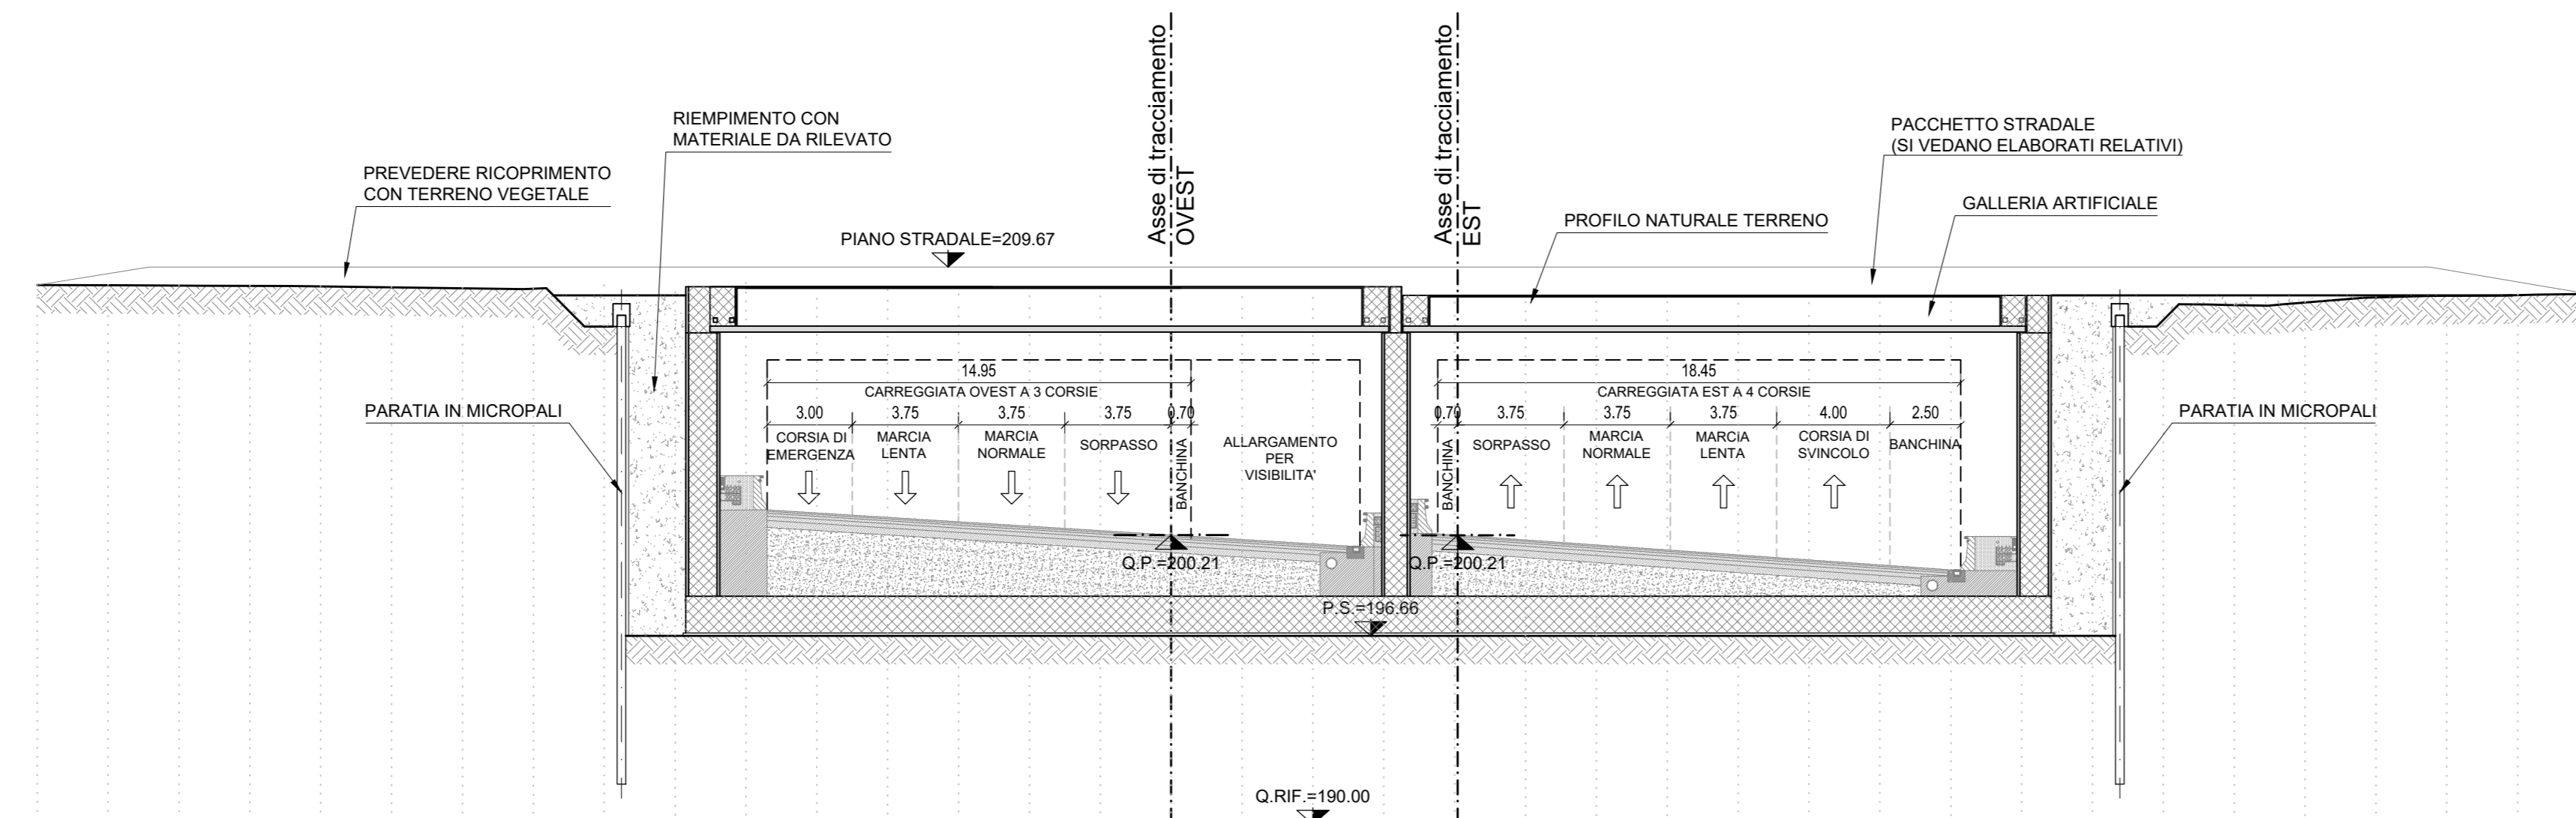 Asse di tracciamento
OVEST
Asse di tracciamento
EST
RIEMPIMENTO CON
MATERIALE DA RILEVATO
PACCHETTO STRADALE
(SI VEDANO ELABORATI RELATIVI)
PREVEDERE RICOPRIMENTO
CON TERRENO VEGETALE
GALLERIA ARTIFICIALE
PROFILO NATURALE TERRENO
PIANO STRADALE=209.67
14.95
CARREGGIATA OVEST A 3 CORSIE
3.00
3.75
3.75
3.75
0.70
CORSIA DI
EMERGENZA
MARCIA
LENTA
MARCIA
NORMALE
SORPASSO
BANCHINA
ALLARGAMENTO
PER
VISIBILITA'
18.45
CARREGGIATA EST A 4 CORSIE
0.70
3.75
3.75
3.75
4.00
2.50
BANCHINA
SORPASSO
MARCIA
NORMALE
MARCIA
LENTA
CORSIA DI
SVINCOLO
BANCHINA
PARATIA IN MICROPALI
PARATIA IN MICROPALI
Q.P.=200.21
Q.P.=200.21
P.S.=196.66
Q.RIF.=190.00